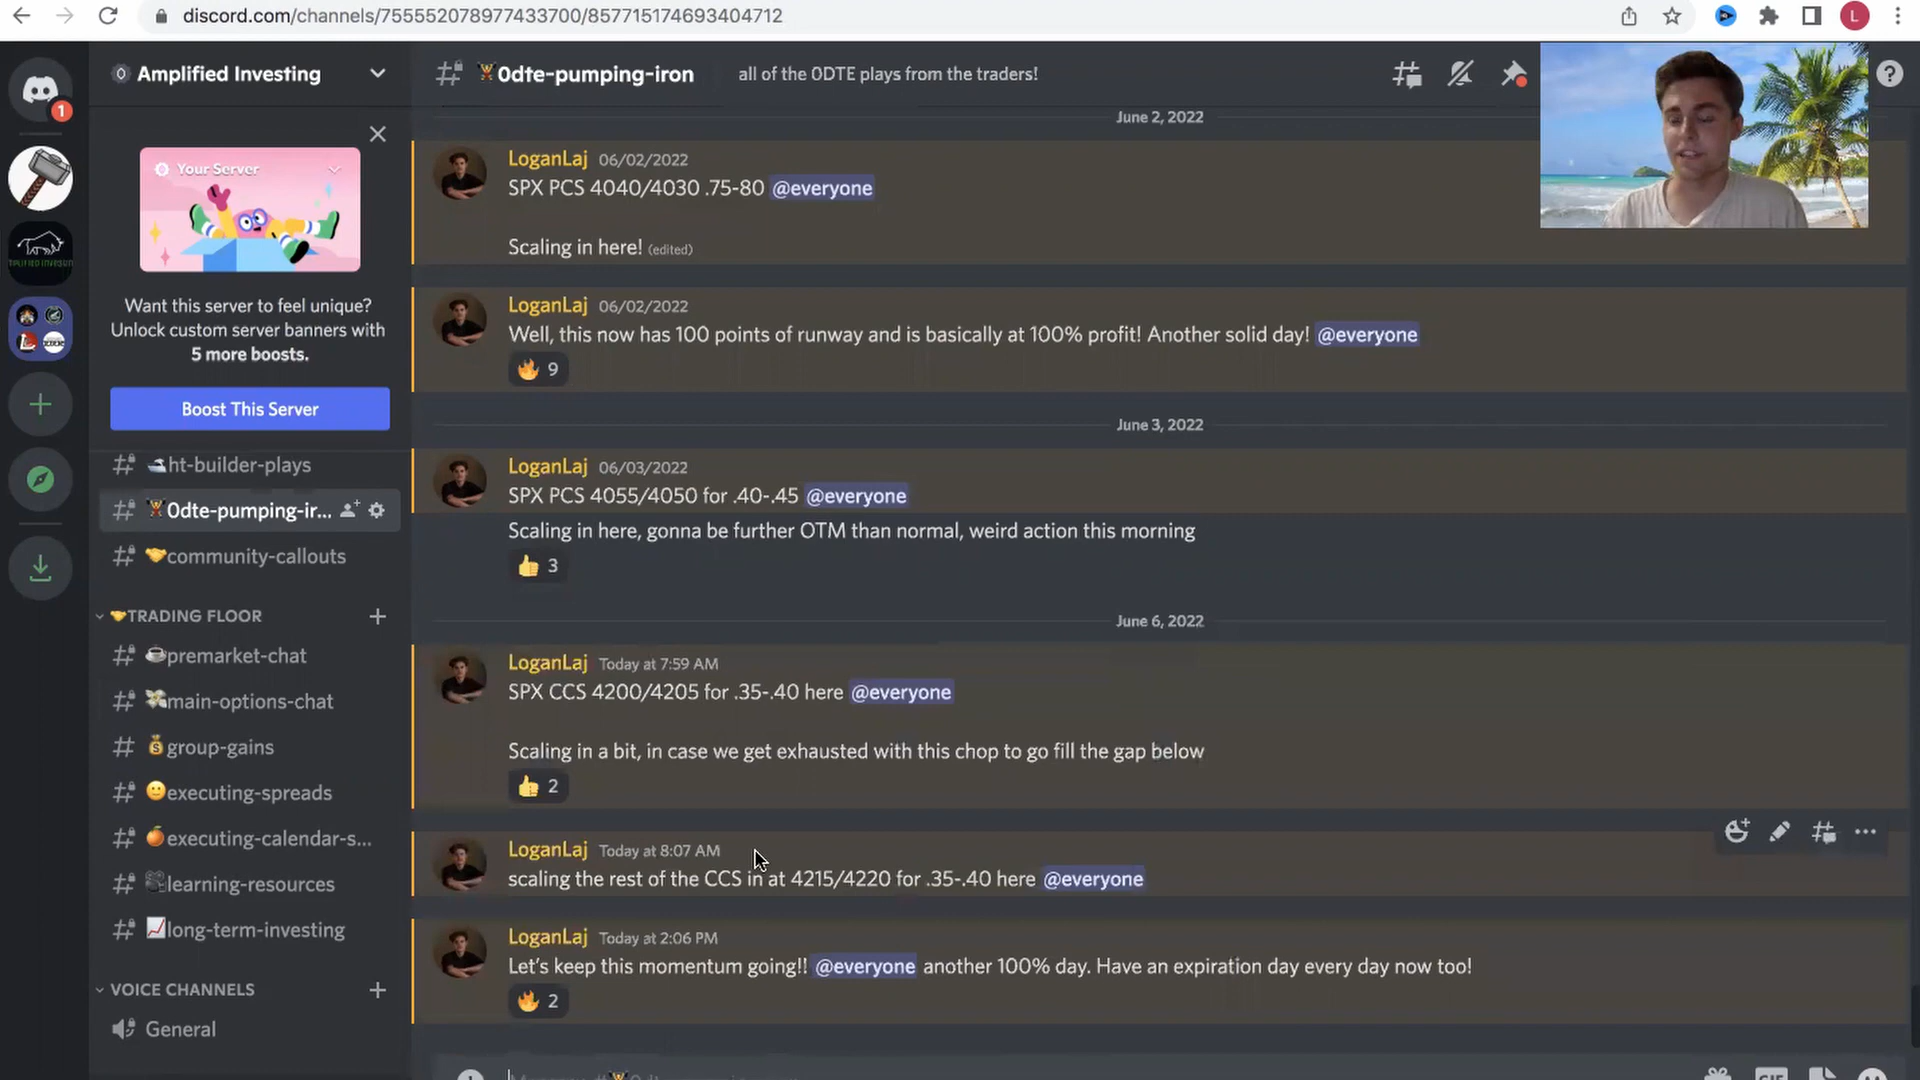 discord.com/channels/755552078977433700/857715174693404712
L
1
Amplified Investing
0dte-pumping-iron
all of the 0DTE plays from the traders!
?
Your Server
Want this server to feel unique?
Unlock custom server banners with
5 more boosts.
Boost This Server
ht-builder-plays
0dte-pumping-ir...
community-callouts
TRADING FLOOR
premarket-chat
main-options-chat
group-gains
executing-spreads
executing-calendar-s...
learning-resources
long-term-investing
VOICE CHANNELS
General
June 2, 2022
LoganLaj 06/02/2022
SPX PCS 4040/4030 .75-80 @everyone
Scaling in here! (edited)
LoganLaj 06/02/2022
Well, this now has 100 points of runway and is basically at 100% profit! Another solid day! @everyone
9
June 3, 2022
LoganLaj 06/03/2022
SPX PCS 4055/4050 for .40-.45 @everyone
Scaling in here, gonna be further OTM than normal, weird action this morning
3
June 6, 2022
LoganLaj Today at 7:59 AM
SPX CCS 4200/4205 for .35-.40 here @everyone
Scaling in a bit, in case we get exhausted with this chop to go fill the gap below
2
LoganLaj Today at 8:07 AM
scaling the rest of the CCS in at 4215/4220 for .35-.40 here @everyone
LoganLaj Today at 2:06 PM
Let's keep this momentum going!! @everyone another 100% day. Have an expiration day every day now too!
2
GIF